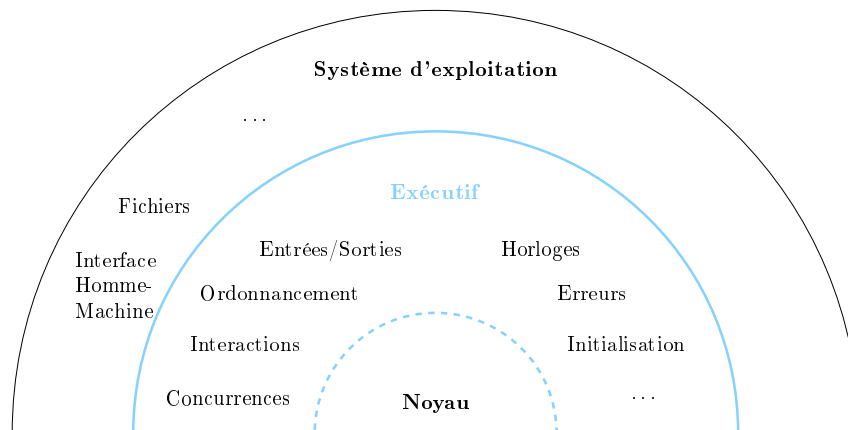 Système d'exploitation
...
Exécutif
Fichiers
Entrées/Sorties
Horloges
Interface
Homme-
Machine
Ordonnancement
Erreurs
Interactions
Initialisation
Concurrences
Noyau
...